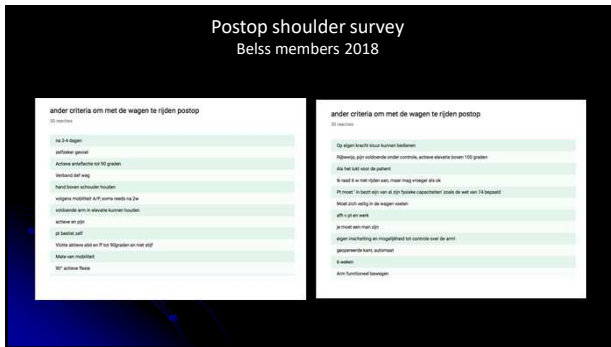 Postop shoulder survey
Belss members 2018
ander criteria om met de wagen te rijden postop
30 reacties
na 3-4 dagen
zelfzeker gevoel
Actieve anteflectie tot 90 graden
Verband def weg
hand boven schouder houden
volgens mobiliteit A/P, some reeds na 2w
voldoende arm in elevatie kunnen houden
actieve en pijn
pt beslist zelf
Vlotte aktieve abd en ff tot 90graden en niet stijf
Mate van mobiliteit
90° actieve flexie
ander criteria om met de wagen te rijden postop
30 reacties
Op eigen kracht stuur kunnen bedienen
Rijbewijs, pijn voldoende onder controle, actieve elevatie boven 100 graden
Als het lukt voor de patient
Ik raad 6 w niet rijden aan, maar mag vroeger als ok
Pt moet ' in bezit zijn van al zijn fysieke capaciteiten' zoals de wet van 74 bepaald
Moet zich veilig in de wagen voelen
afh v pt en werk
je moet een man zijn
eigen inschatting en mogelijkheid tot controle over de arm!
geopereerde kant, automaat
6 weken
Arm functioneel bewegen